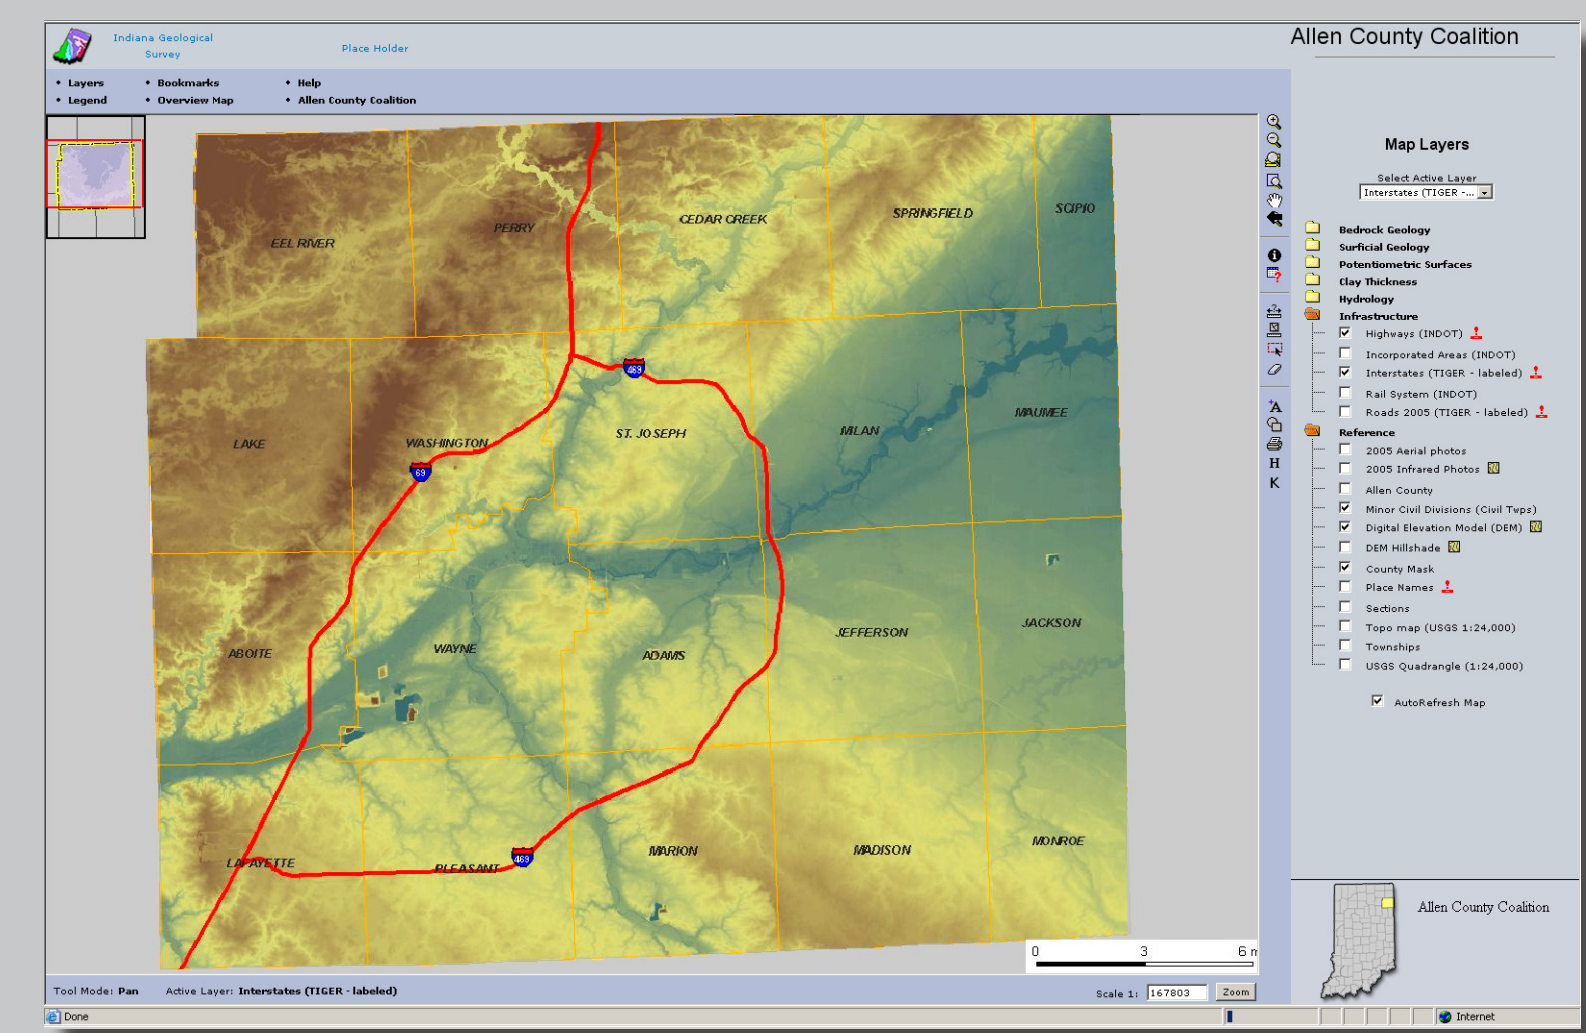 Indiana Geological
Survey
Place Holder
Allen County Coalition
Layers
Bookmarks
Help
Legend
Overview Map
Allen County Coalition
Map Layers
Select Active Layer
Interstates (TIGER -...
Bedrock Geology
Surficial Geology
Potentiometric Surfaces
Clay Thickness
Hydrology
Infrastructure
Highways (INDOT)
Incorporated Areas (INDOT)
Interstates (TIGER - labeled)
Rail System (INDOT)
Roads 2005 (TIGER - labeled)
Reference
2005 Aerial photos
2005 Infrared Photos
Allen County
Minor Civil Divisions (Civil Twps)
Digital Elevation Model (DEM)
DEM Hillshade
County Mask
Place Names
Sections
Topo map (USGS 1:24,000)
Townships
USGS Quadrangle (1:24,000)
AutoRefresh Map
A
H
K
EEL RIVER
PERRY
CEDAR CREEK
SPRINGFIELD
SCIPIO
469
LAKE
WASHINGTON
ST. JOSEPH
MILAN
MAUMEE
69
ABOITE
WAYNE
ADAMS
JEFFERSON
JACKSON
LAFAYETTE
PLEASANT
469
MARION
MADISON
MONROE
0 3 6 m
Allen County Coalition
Tool Mode: Pan
Active Layer: Interstates (TIGER - labeled)
Scale 1: 167803
Zoom
Done
Internet